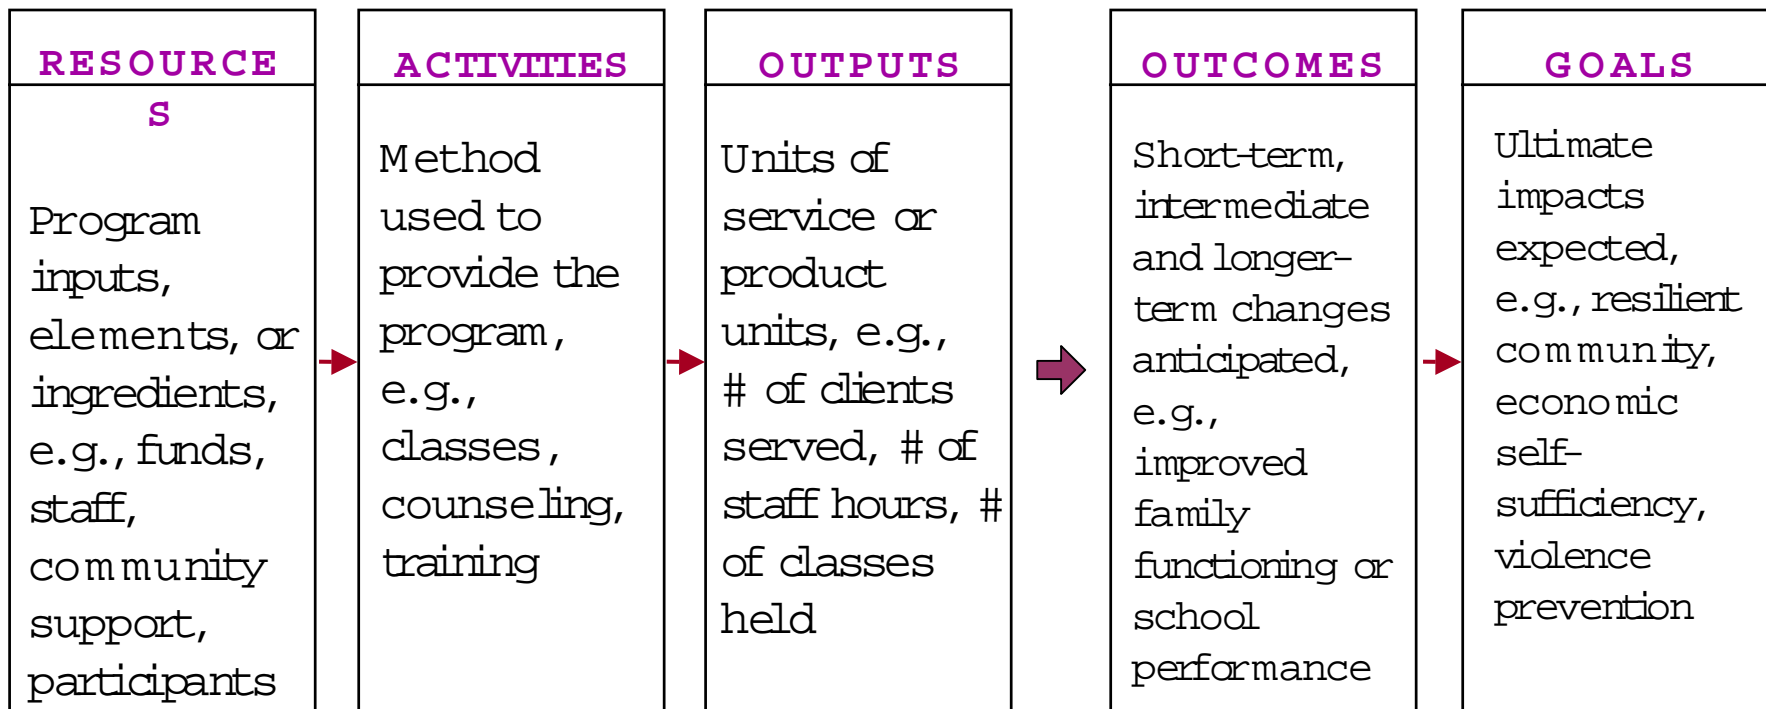 RESOURCE
S
Program
inputs,
elements, or
ingredients,
e.g., funds,
staff,
community
support,
participants
ACTIVITIES
Method
used to
provide the
program,
e.g.,
classes,
counseling,
training
OUTPUTS
Units of
service or
product
units, e.g.,
# of clients
served, # of
staff hours, #
of classes
held
OUTCOMES
Short-term,
intermediate
and longer-
term changes
anticipated,
e.g.,
improved
family
functioning or
school
performance
GOALS
Ultimate
impacts
expected,
e.g., resilient
community,
economic
self-
sufficiency,
violence
prevention